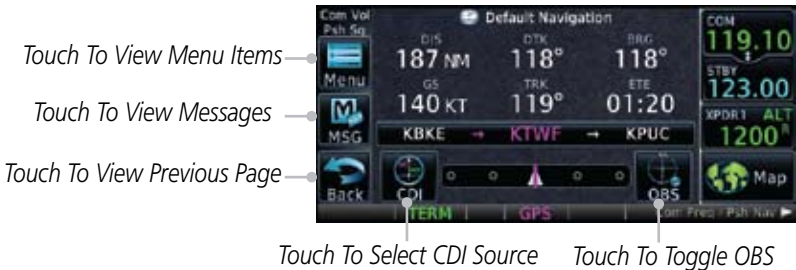 Com Vol
Psh Sq
Default Navigation
COM
119.10
STBY
123.00
XPDR1 ALT
1200 R
Map
DIS
187 NM
DTK
118°
BRG
118°
GS
140 KT
TRK
119°
ETE
01:20
KBKE → KTWF → KPUC
Menu
MSG
Back
CDI
OBS
TERM
GPS
Com Freq / Psh Nav
Touch To View Menu Items
Touch To View Messages
Touch To View Previous Page
Touch To Select CDI Source
Touch To Toggle OBS